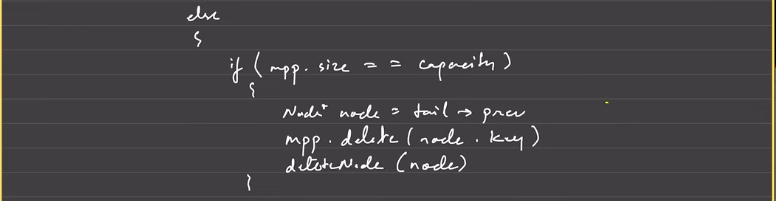 else
{
if (mpp.size == capacity)
{
Node* node = tail → prev
mpp.delete(node.key)
deleteNode(node)
}